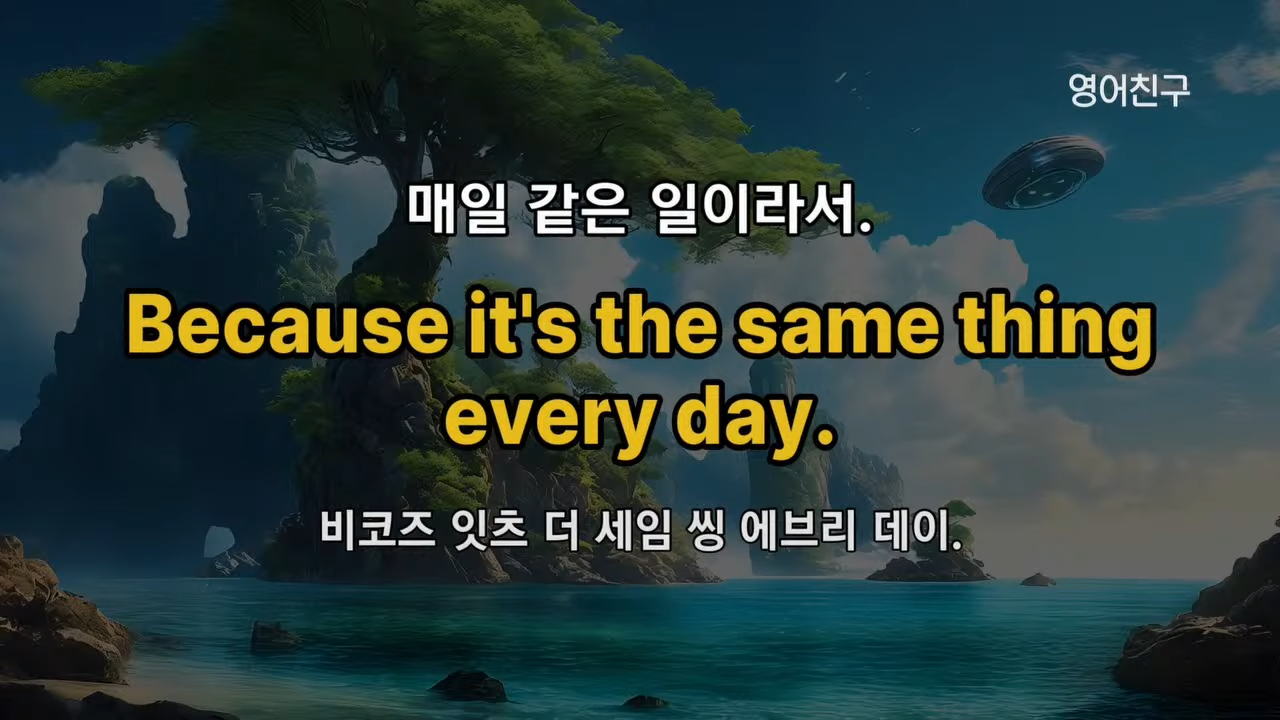 영어친구
매일 같은 일이라서.
Because it's the same thing
every day.
비코즈 잇츠 더 세임 씽 에브리 데이.